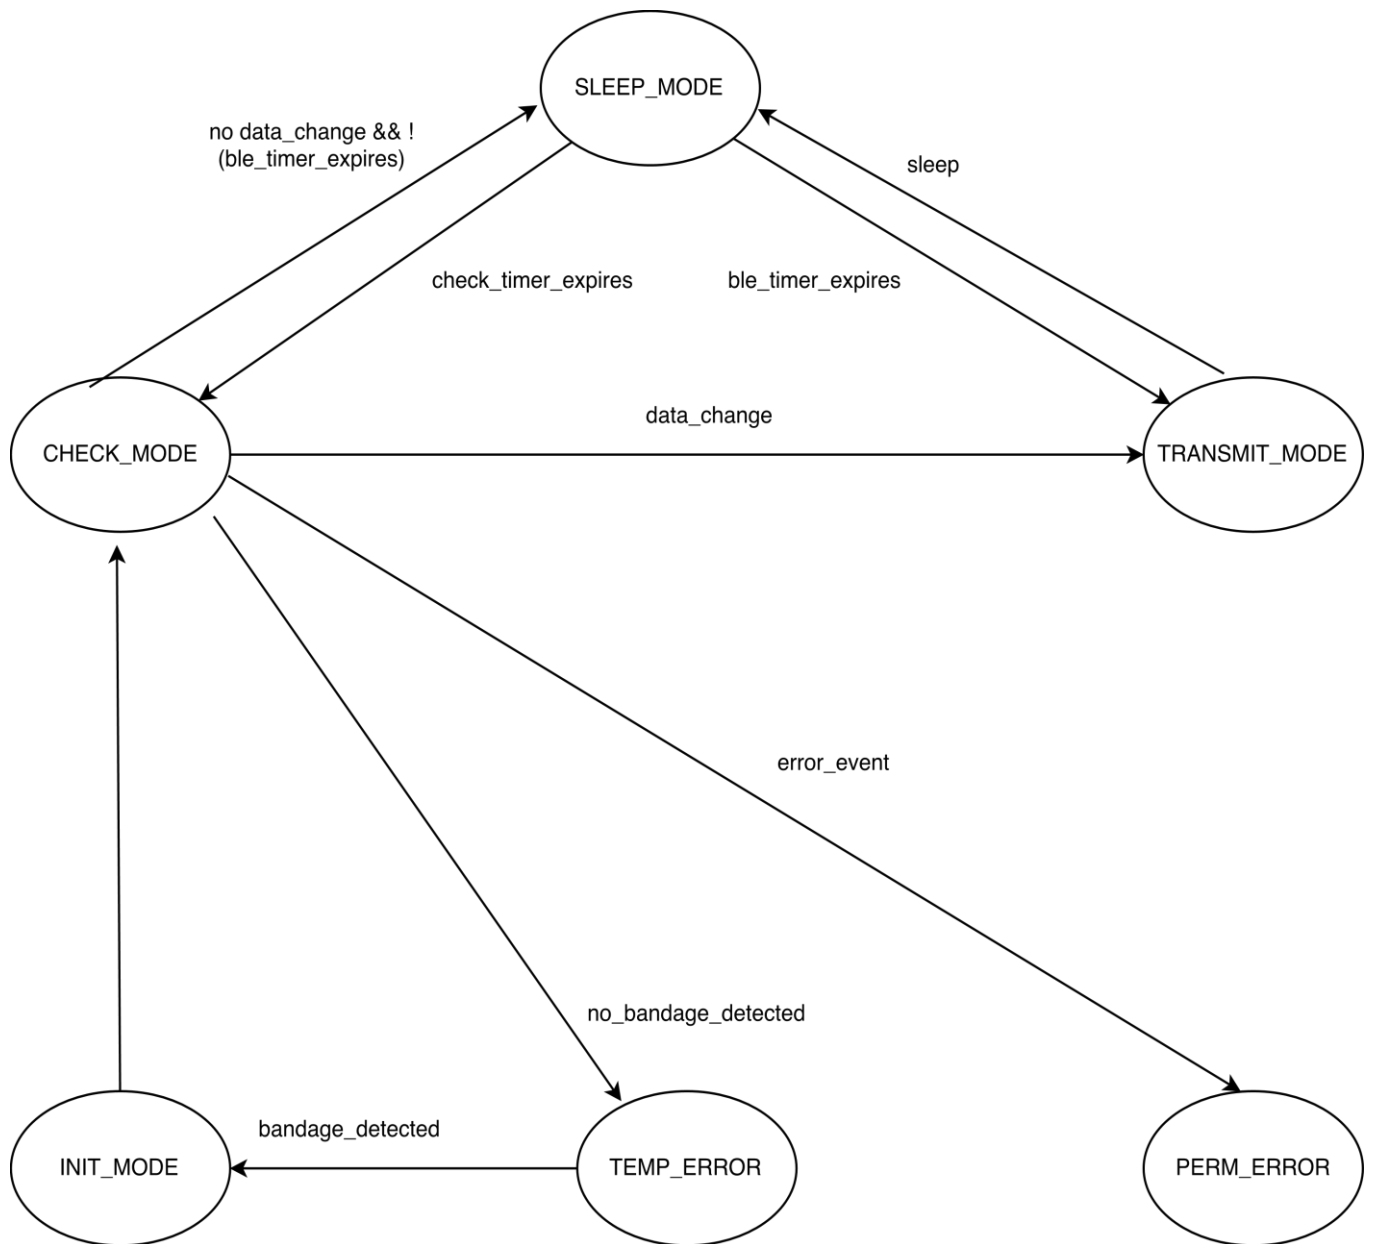 SLEEP_MODE
no data_change && !
(ble_timer_expires)
sleep
check_timer_expires
ble_timer_expires
data_change
CHECK_MODE
TRANSMIT_MODE
error_event
no_bandage_detected
bandage_detected
INIT_MODE
TEMP_ERROR
PERM_ERROR